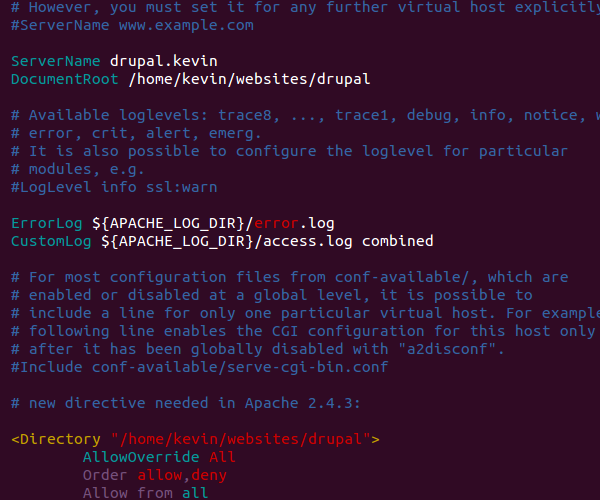 # However, you must set it for any further virtual host explicitly
#ServerName www.example.com
ServerName drupal.kevin
DocumentRoot /home/kevin/websites/drupal
# Available loglevels: trace8, ..., trace1, debug, info, notice,
# error, crit, alert, emerg.
# It is also possible to configure the loglevel for particular
# modules, e.g.
#LogLevel info ssl:warn
ErrorLog ${APACHE_LOG_DIR}/error.log
CustomLog ${APACHE_LOG_DIR}/access.log combined
# For most configuration files from conf-available/, which are
# enabled or disabled at a global level, it is possible to
# include a line for only one particular virtual host. For example
# following line enables the CGI configuration for this host only
# after it has been globally disabled with "a2disconf".
#Include conf-available/serve-cgi-bin.conf
# new directive needed in Apache 2.4.3:
<Directory "/home/kevin/websites/drupal">
AllowOverride All
Order allow,deny
Allow from all